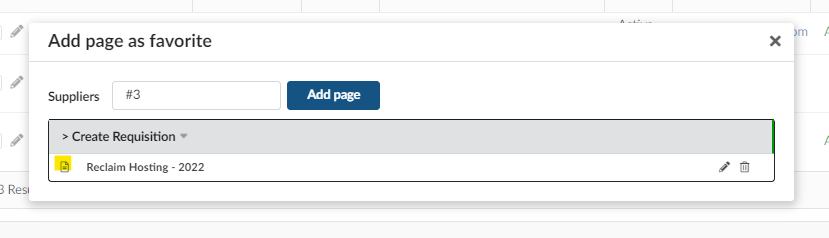 Add page as favorite
Suppliers #3 Add page
> Create Requisition
Reclaim Hosting - 2022